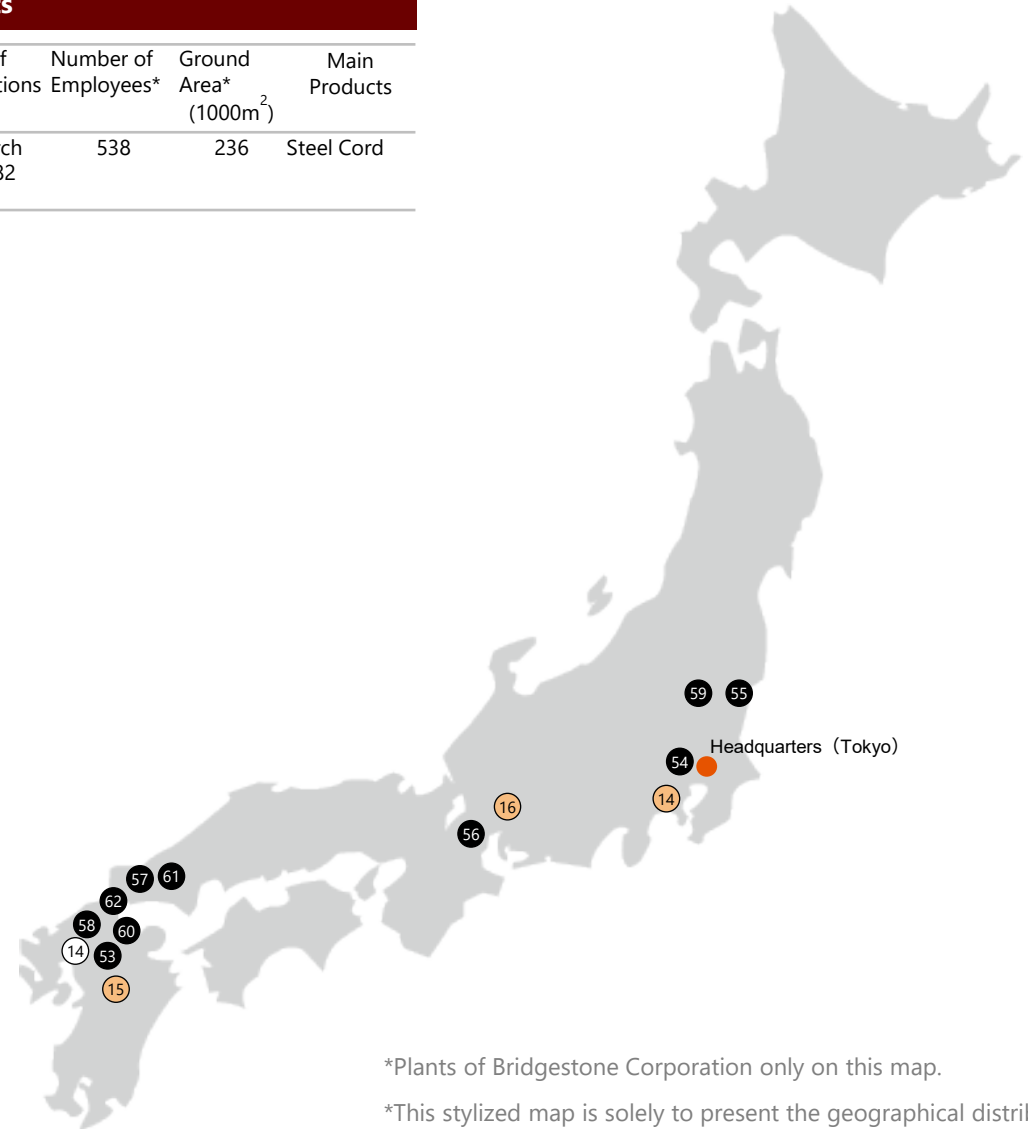 Number of Ground Main
Employees* Area* Products
(1000m2)
538 236 Steel Cord
59 55
Headquarters（Tokyo）
54
14
16
56
57 61
62
58 60
14 53
15
*Plants of Bridgestone Corporation only on this map.
*This stylized map is solely to present the geographical